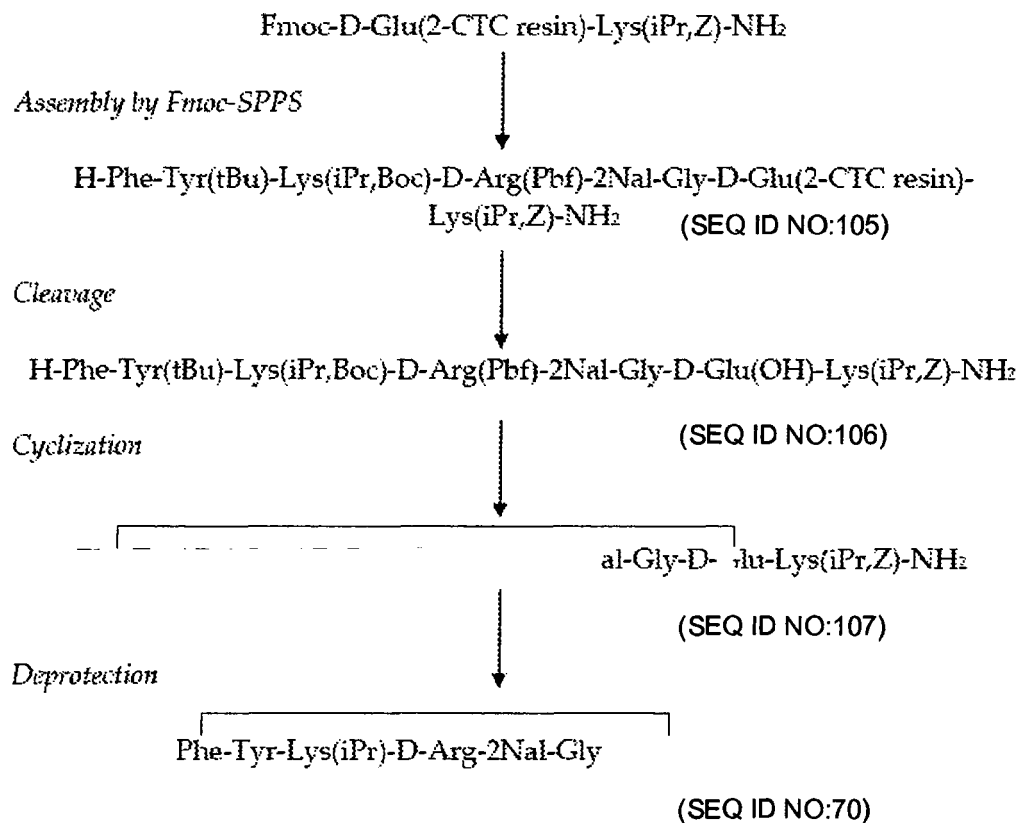 Fmoc-D-Glu(2-CTC resin)-Lys(iPr,Z)-NH2
Assembly by Fmoc-SPPS
H-Phe-Tyr(tBu)-Lys(iPr,Boc)-D-Arg(Pbf)-2Nal-Gly-D-Glu(2-CTC resin)-
Lys(iPr,Z)-NH2 (SEQ ID NO:105)
Cleavage
H-Phe-Tyr(tBu)-Lys(iPr,Boc)-D-Arg(Pbf)-2Nal-Gly-D-Glu(OH)-Lys(iPr,Z)-NH2
(SEQ ID NO:106)
Cyclization
al-Gly-D- lu-Lys(iPr,Z)-NH2
(SEQ ID NO:107)
Deprotection
Phe-Tyr-Lys(iPr)-D-Arg-2Nal-Gly
(SEQ ID NO:70)